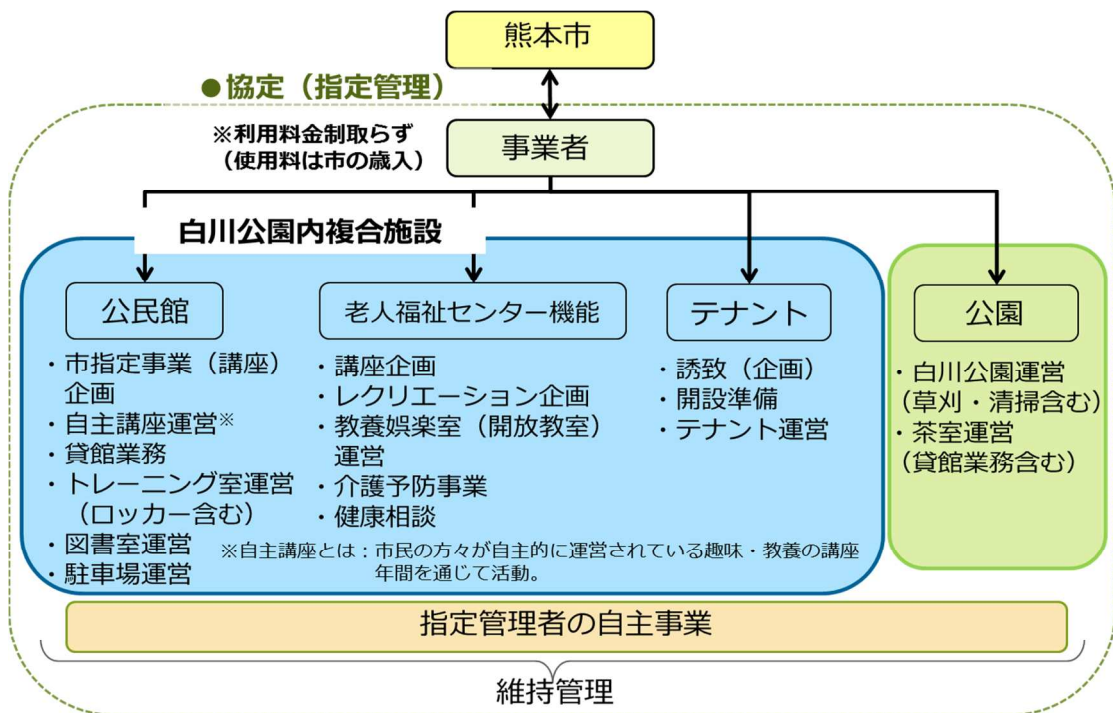 熊本市
●協定（指定管理）
※利用料金制取らず
（使用料は市の歳入）
事業者
白川公園内複合施設
公民館
・市指定事業（講座）
企画
・自主講座運営※
・貸館業務
・トレーニング室運営
（ロッカー含む）
・図書室運営
・駐車場運営
老人福祉センター機能
・講座企画
・レクリエーション企画
・教養娯楽室（開放教室）
運営
・介護予防事業
・健康相談
テナント
・誘致（企画）
・開設準備
・テナント運営
※自主講座とは：市民の方々が自主的に運営されている趣味・教養の講座
年間を通じて活動。
公園
・白川公園運営
(草刈・清掃含む）
・茶室運営
(貸館業務含む）
指定管理者の自主事業
維持管理